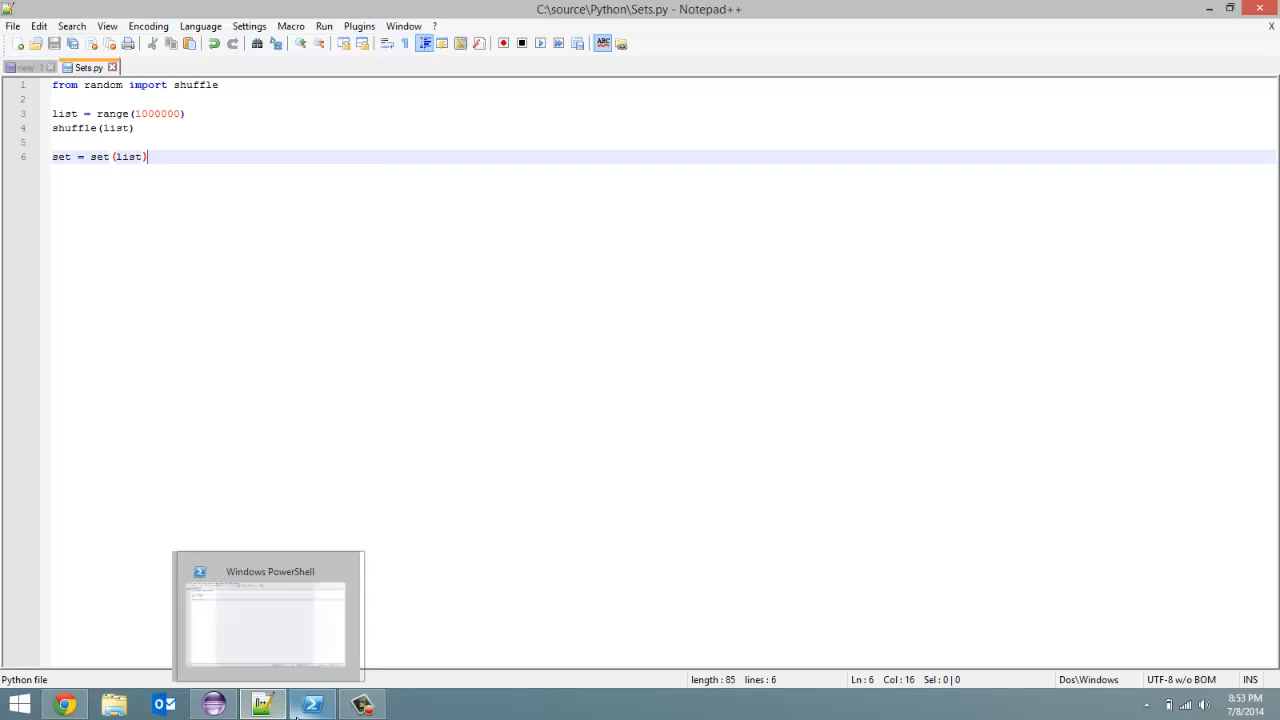 C:\source\Python\Sets.py - Notepad++
File Edit Search View Encoding Language Settings Macro Run Plugins Window ? X
new 1 Sets.py
1 from random import shuffle
2
3 list = range(1000000)
4 shuffle(list)
5
6 set = set(list)
Windows PowerShell
Python file length : 85 lines : 6 Ln : 6 Col : 16 Sel : 0 | 0 Dos\Windows UTF-8 w/o BOM INS
8:53 PM
7/8/2014